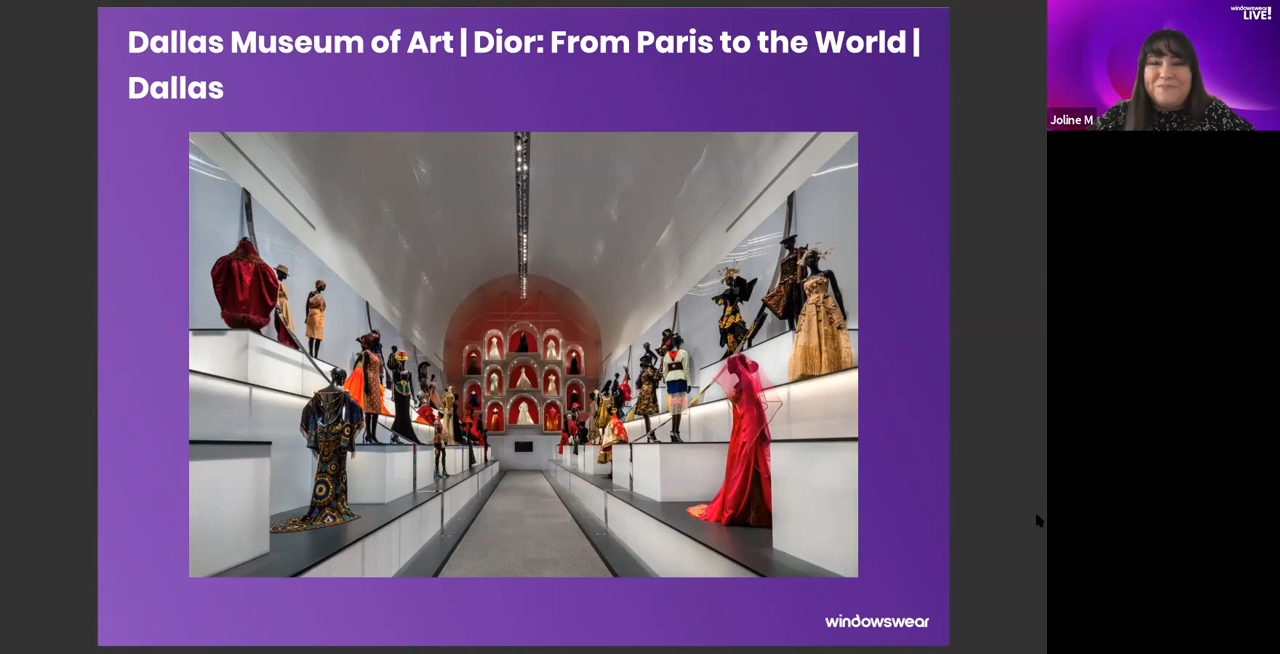 Dallas Museum of Art | Dior: From Paris to the World |
Dallas
windowswear
LIVE!
Joline M
windowswear